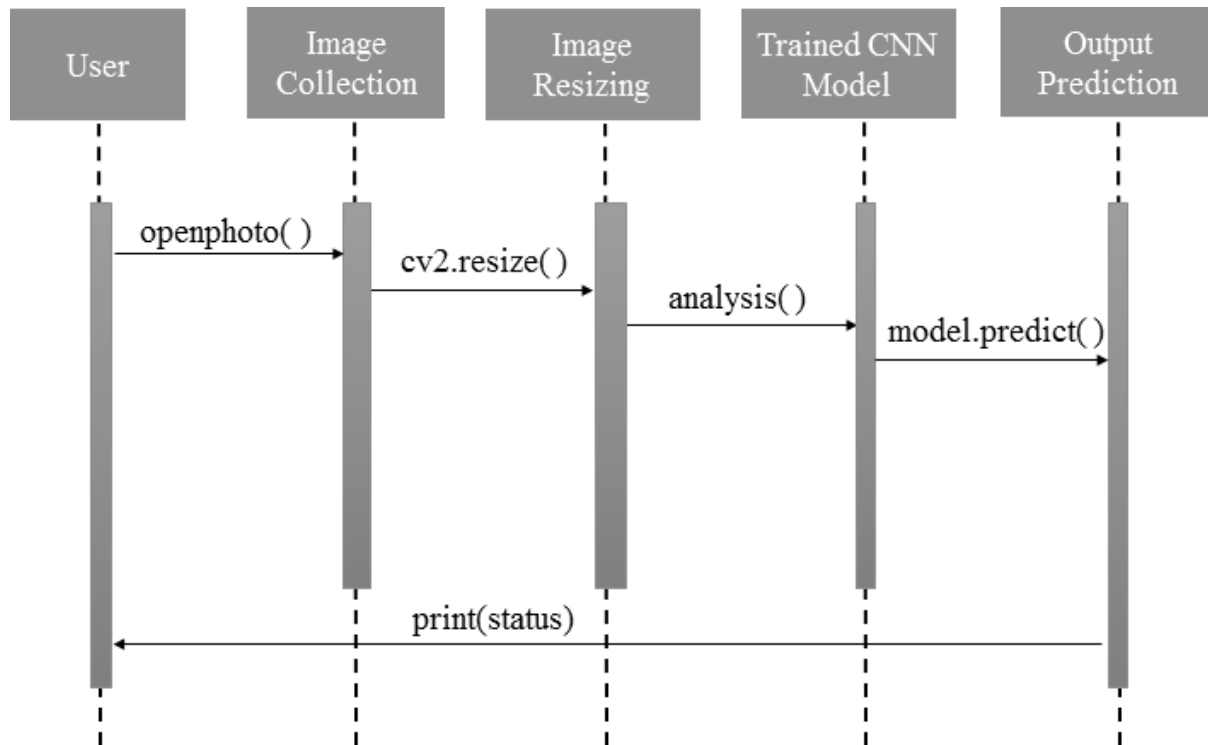 User
Image
Collection
Image
Resizing
Trained CNN
Model
Output
Prediction
openphoto( )
cv2.resize( )
analysis( )
model.predict( )
print(status)